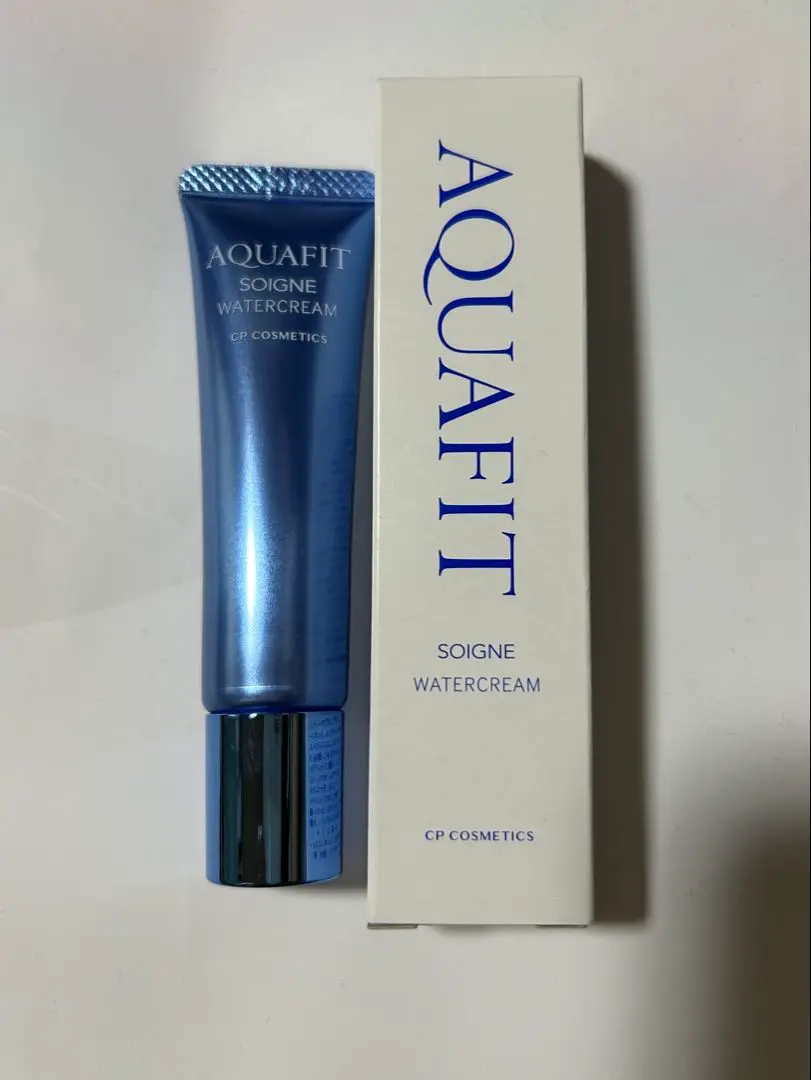 AQUAFIT
SOIGNE
WATERCREAM
CP COSMETICS
AQUAFIT
SOIGNE
WATERCREAM
CP COSMETICS